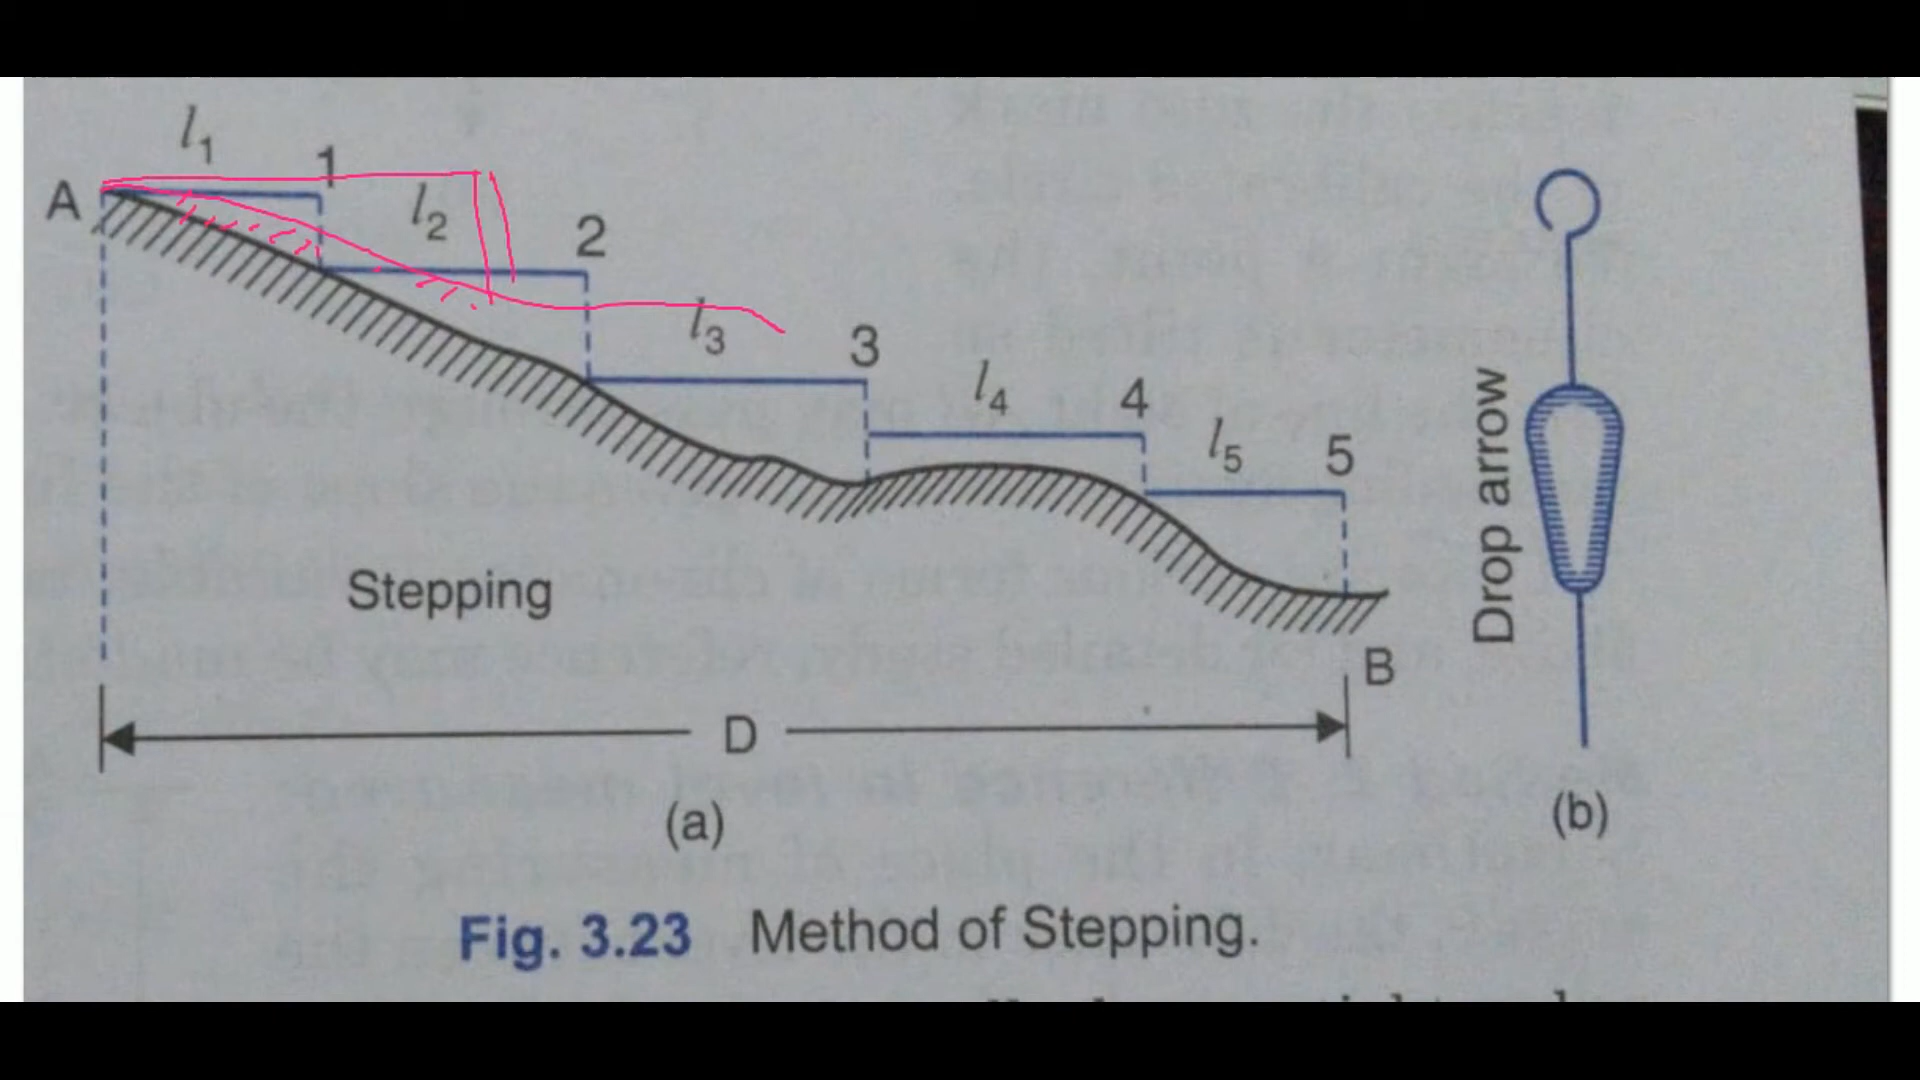 l1
1
A
l2
2
l3
3
l4
4
l5
5
Stepping
B
D
(a)
Drop arrow
(b)
Fig. 3.23 Method of Stepping.